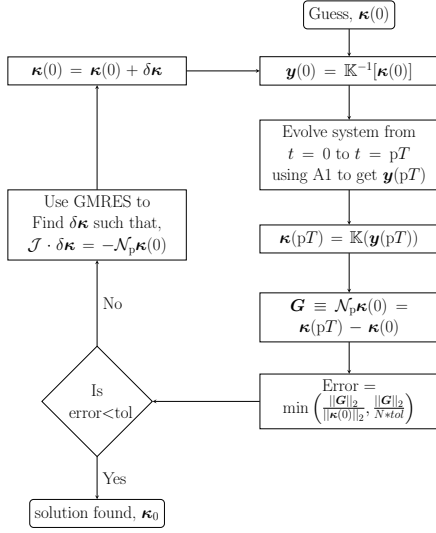 Guess, κ(0)
κ(0) = κ(0) + δκ
y(0) = 𝕂⁻¹[κ(0)]
Evolve system from
t = 0 to t = pT
using A1 to get y(pT)
κ(pT) = 𝕂(y(pT))
G ≡ 𝒩ₚκ(0) =
κ(pT) − κ(0)
Error =
min (||G||₂ / ||κ(0)||₂, ||G||₂ / N∗tol)
Is
error<tol
No
Use GMRES to
Find δκ such that,
𝒥 · δκ = −𝒩ₚκ(0)
Yes
solution found, κ₀